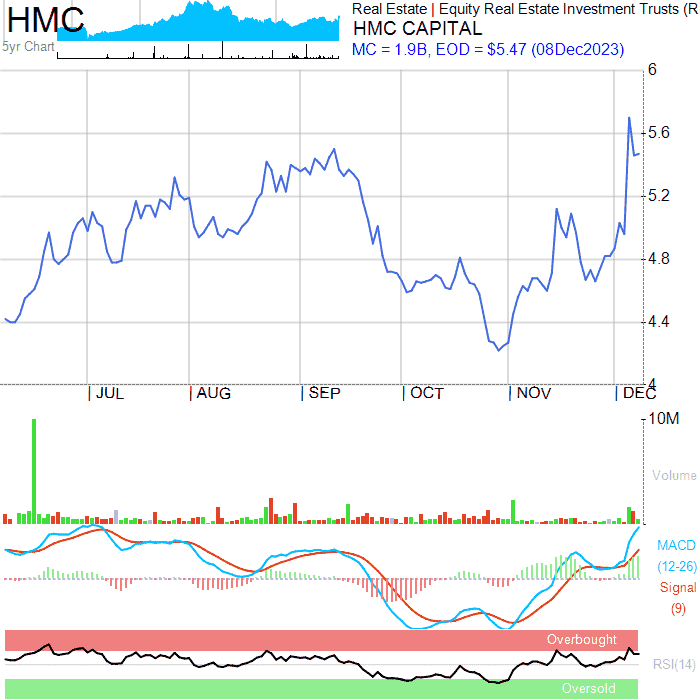 HMC
5yr Chart
Real Estate | Equity Real Estate Investment Trusts (R
HMC CAPITAL
MC = 1.9B, EOD = $5.47 (08Dec2023)
6
5.6
5.2
4.8
4.4
4
JUL AUG SEP OCT NOV DEC
10M
Volume
MACD
(12-26)
Signal
(9)
Overbought
RSI(14)
Oversold